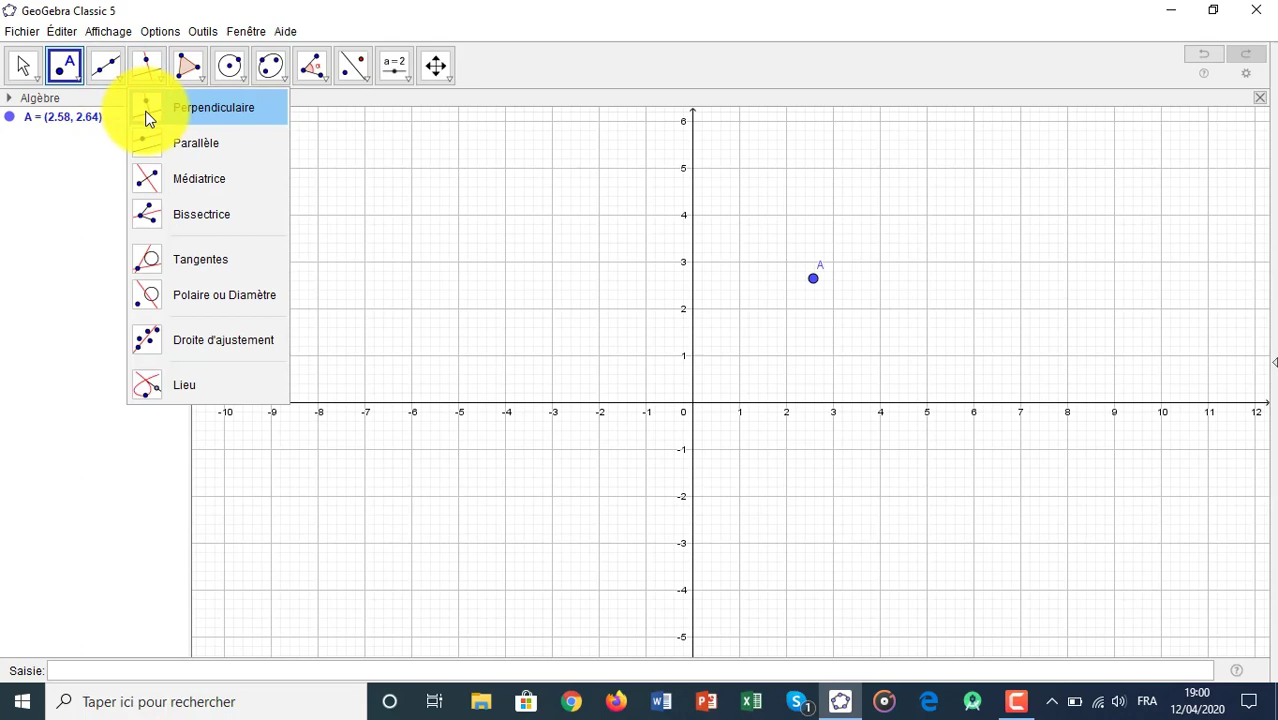 GeoGebra Classic 5
Fichier Éditer Affichage Options Outils Fenêtre Aide
A
a = 2
Algèbre
A = (2.58, 2.64)
Perpendiculaire
Parallèle
Médiatrice
Bissectrice
Tangentes
Polaire ou Diamètre
Droite d'ajustement
Lieu
A
6
5
4
3
2
1
-10 -9 -8 -7 -6 -5 -4 -3 -2 -1 0 1 2 3 4 5 6 7 8 9 10 11 12
-1
-2
-3
-4
-5
Saisie:
Taper ici pour rechercher
1
FRA
19:00
12/04/2020